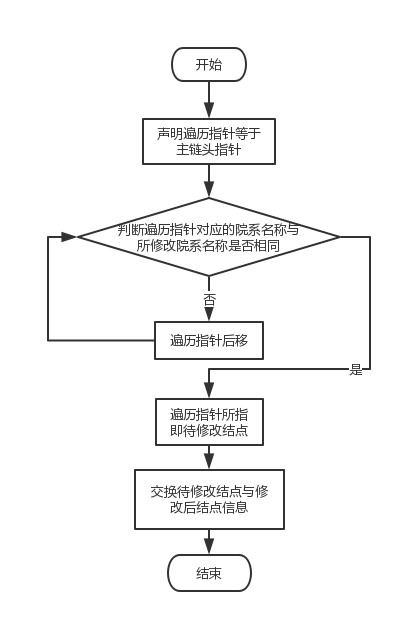 开始
声明遍历指针等于
主链头指针
判断遍历指针对应的院系名称与
所修改院系名称是否相同
否
遍历指针后移
是
遍历指针所指
即待修改结点
交换待修改结点与修
改后结点信息
结束